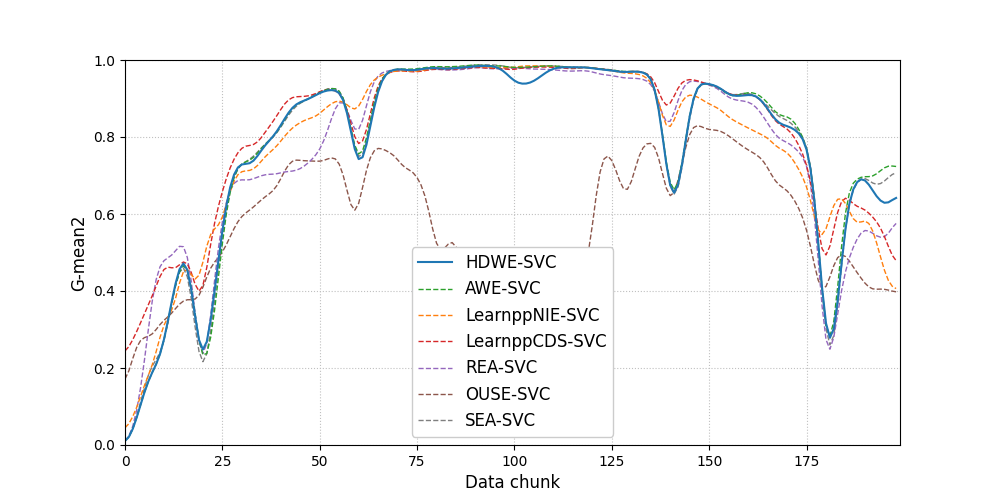 1.0
0.8
0.6
0.4
0.2
0.0
G-mean2
HDWE-SVC
AWE-SVC
LearnppNIE-SVC
LearnppCDS-SVC
REA-SVC
OUSE-SVC
SEA-SVC
0 25 50 75 100 125 150 175
Data chunk